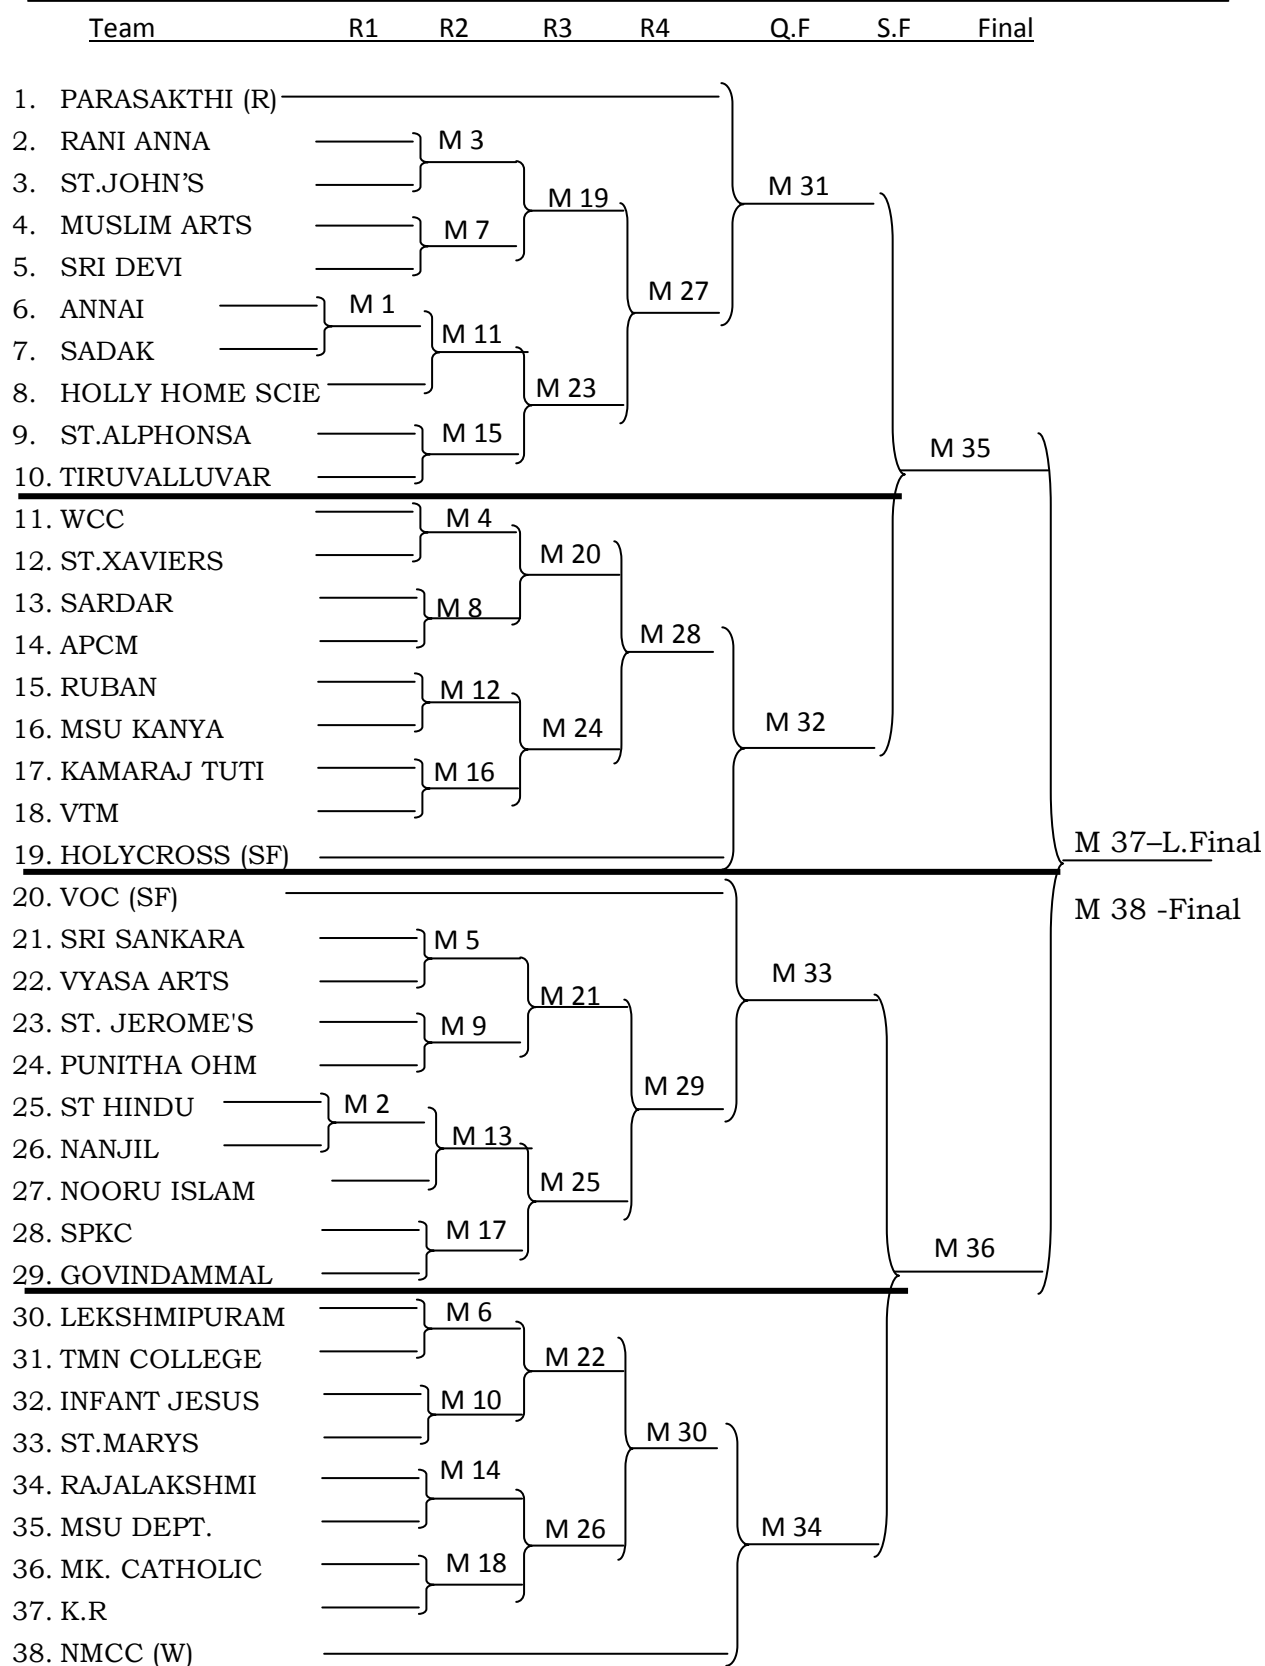 Team R1 R2 R3 R4 Q.F S.F Final
1. PARASAKTHI (R)
2. RANI ANNA M 3
3. ST.JOHN'S M 19 M 31
4. MUSLIM ARTS M 7
5. SRI DEVI M 27
6. ANNAI M 1
7. SADAK M 11
8. HOLLY HOME SCIE M 23
9. ST.ALPHONSA M 15 M 35
10. TIRUVALLUVAR
11. WCC M 4
12. ST.XAVIERS M 20
13. SARDAR M 8
14. APCM M 28
15. RUBAN M 12
16. MSU KANYA M 24 M 32
17. KAMARAJ TUTI M 16
18. VTM
19. HOLYCROSS (SF) M 37–L.Final
20. VOC (SF) M 38 -Final
21. SRI SANKARA M 5
22. VYASA ARTS M 33
23. ST. JEROME'S M 9 M 21
24. PUNITHA OHM M 29
25. ST HINDU M 2
26. NANJIL M 13
27. NOORU ISLAM M 25
28. SPKC M 17
29. GOVINDAMMAL M 36
30. LEKSHMIPURAM M 6
31. TMN COLLEGE M 22
32. INFANT JESUS M 10
33. ST.MARYS M 30
34. RAJALAKSHMI M 14
35. MSU DEPT. M 26 M 34
36. MK. CATHOLIC M 18
37. K.R
38. NMCC (W)